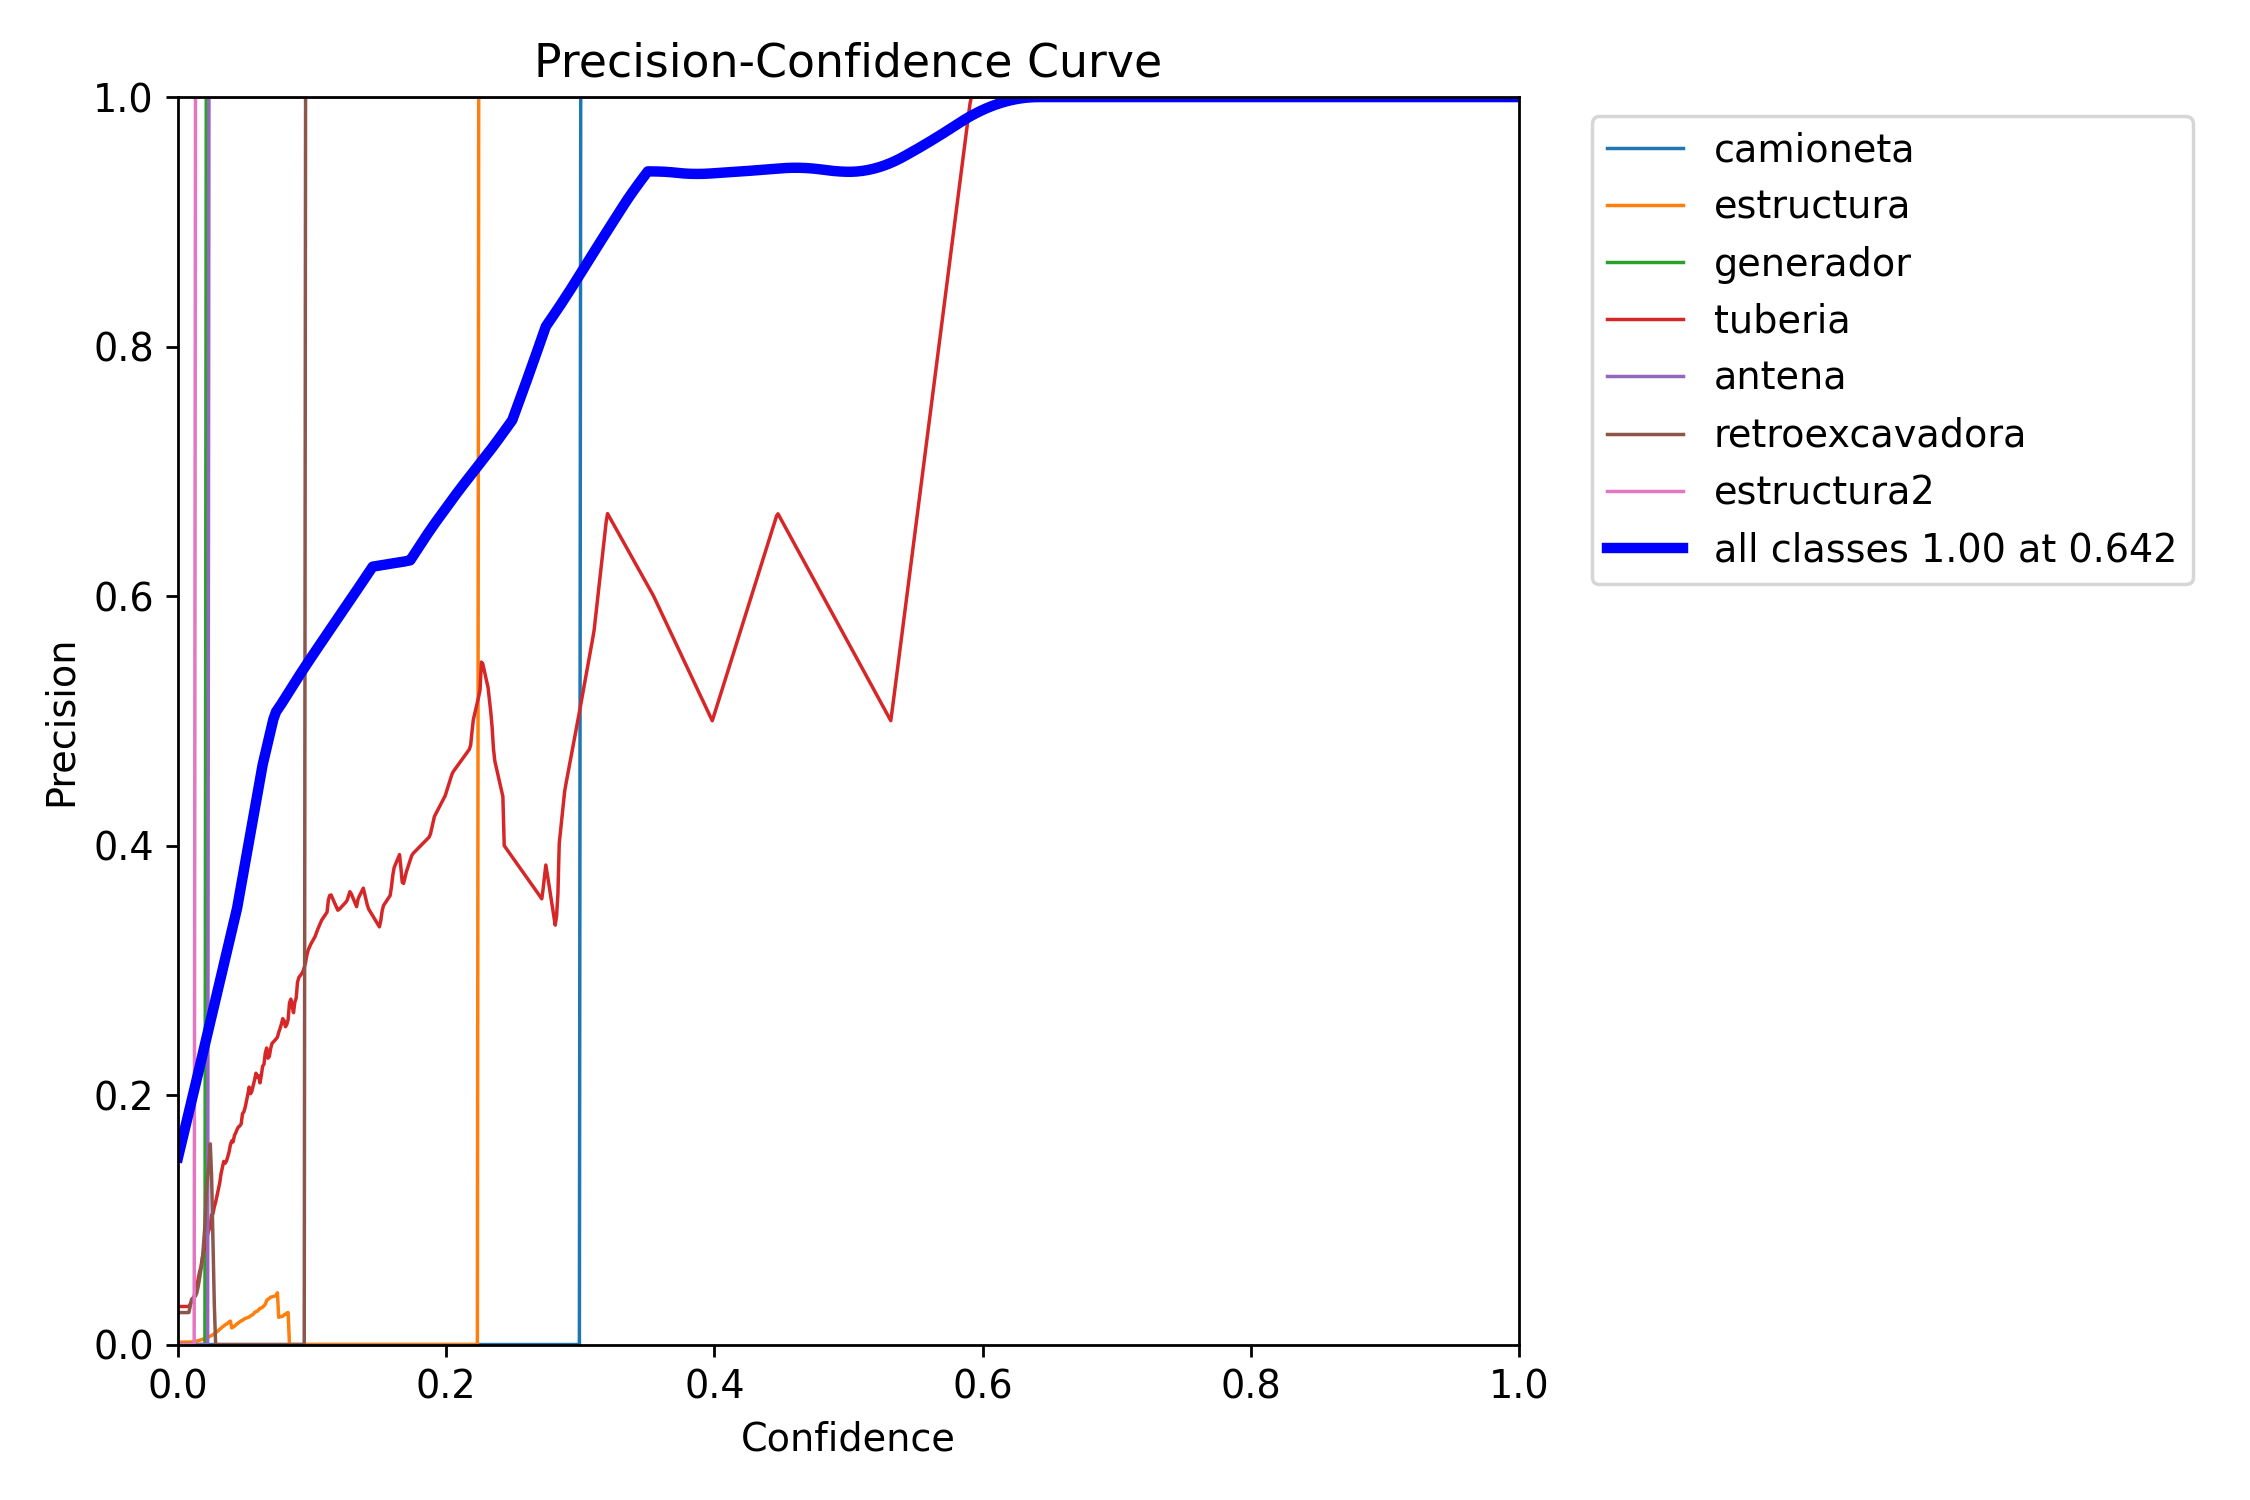 Precision-Confidence Curve
1.0
0.8
0.6
0.4
0.2
0.0
Precision
0.0 0.2 0.4 0.6 0.8 1.0
Confidence
camioneta
estructura
generador
tuberia
antena
retroexcavadora
estructura2
all classes 1.00 at 0.642